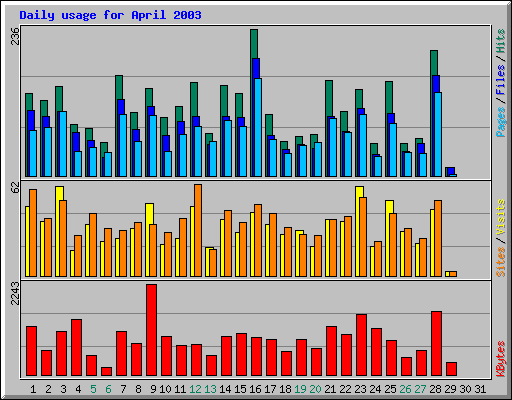 Daily usage for April 2003
236
Pages / Files / Hits
62
Sites / Visits
2243
KBytes
1 2 3 4 5 6 7 8 9 10 11 12 13 14 15 16 17 18 19 20 21 22 23 24 25 26 27 28 29 30 31